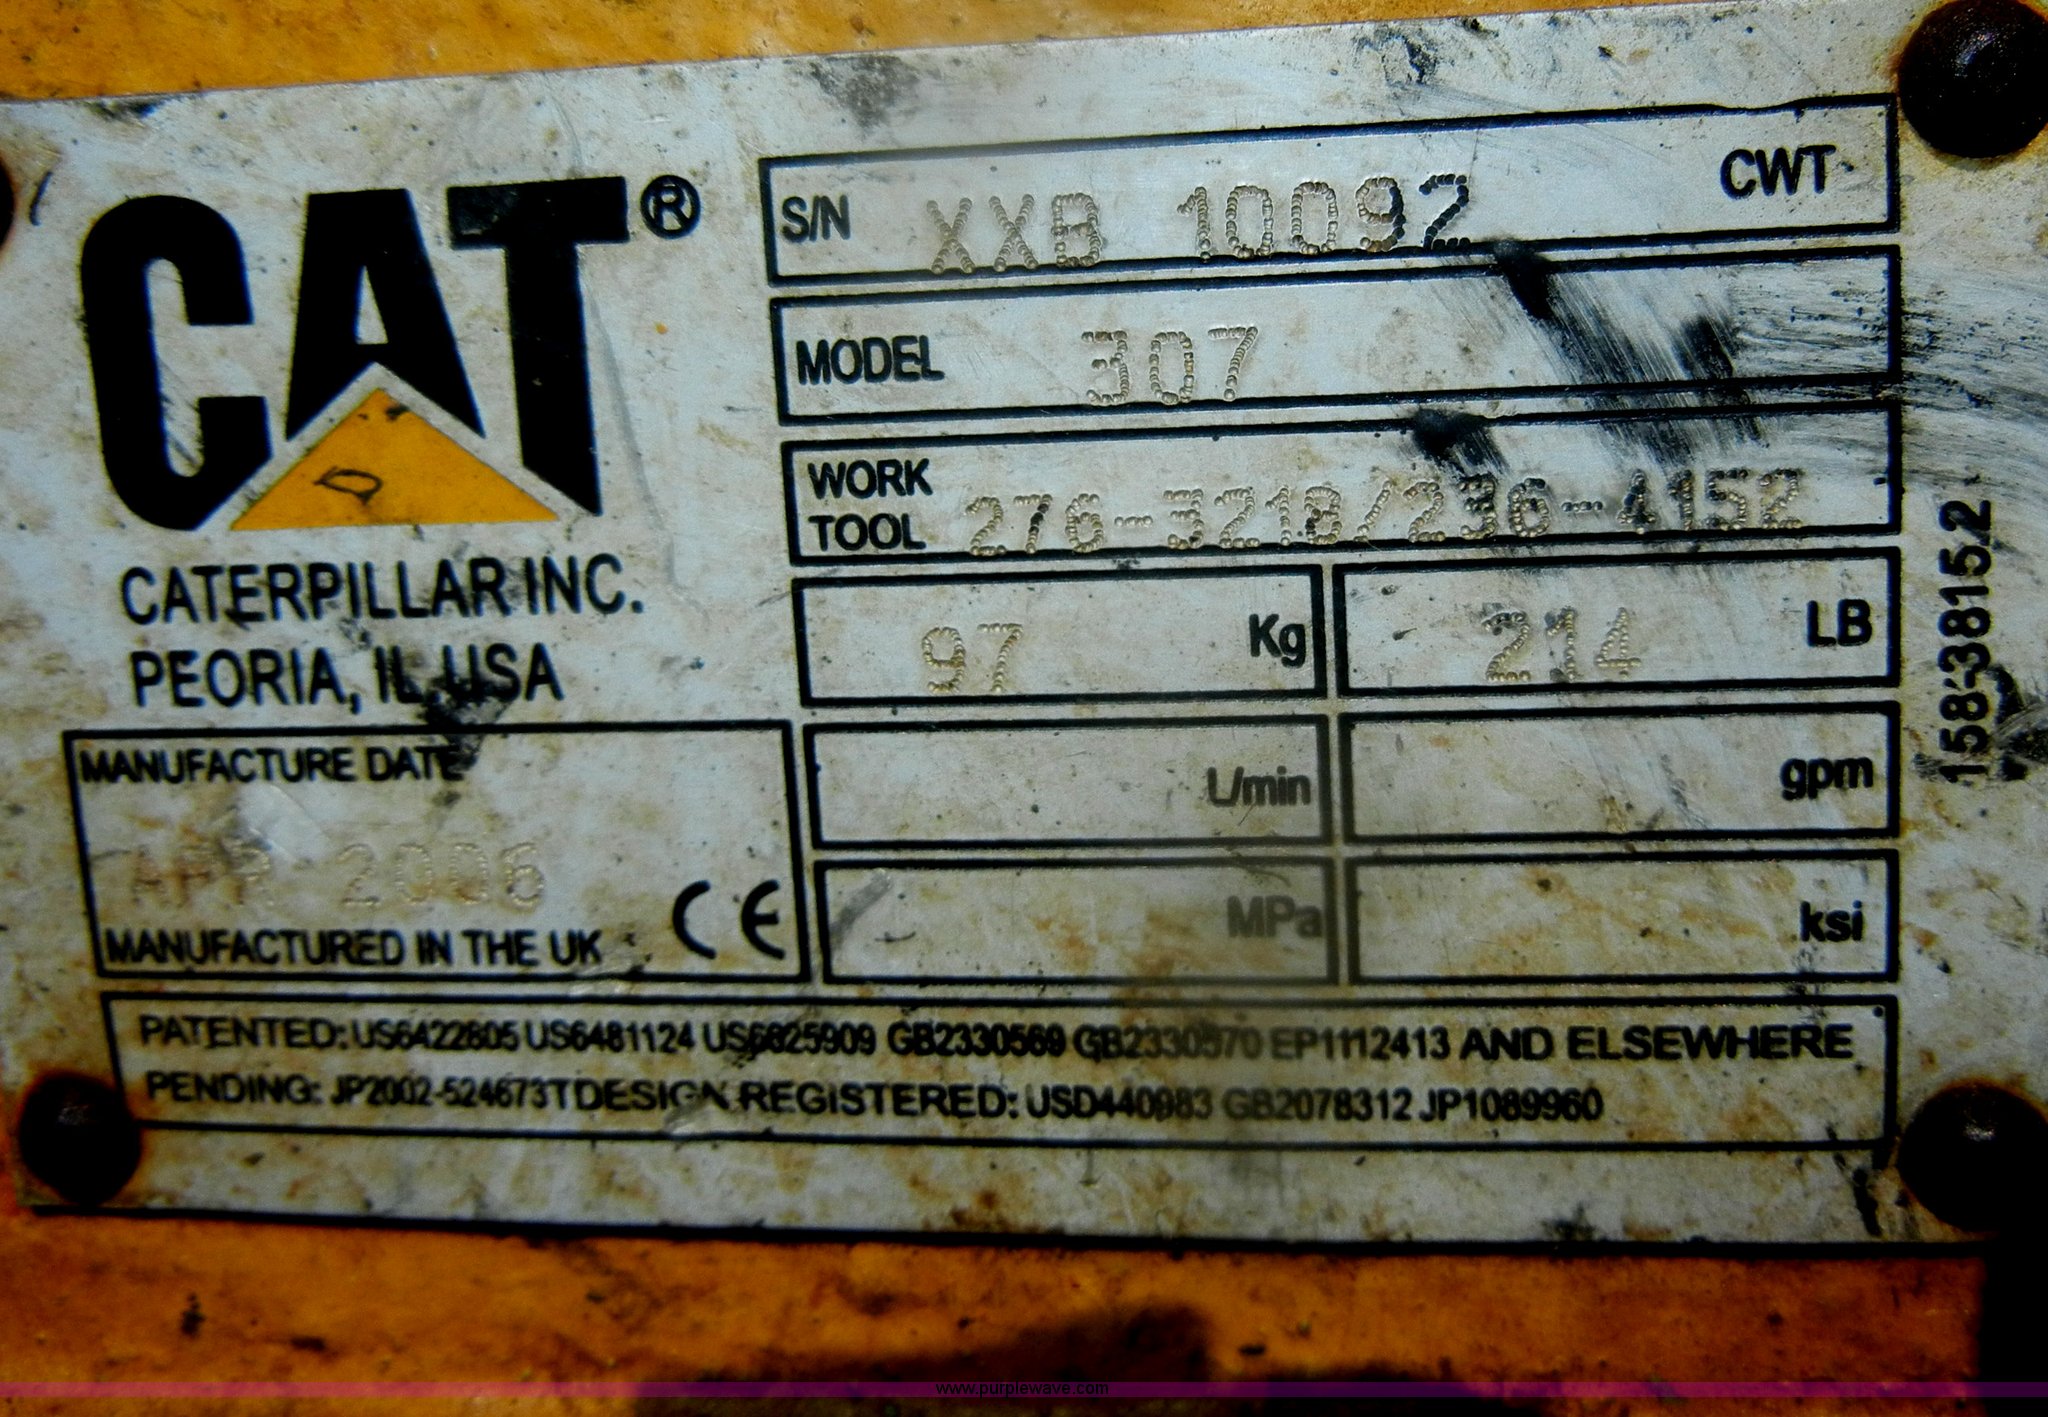 CAT®
CATERPILLAR INC.
PEORIA, IL USA
MANUFACTURE DATE
APR 2006
MANUFACTURED IN THE UK CE
S/N XXB 10092 CWT
MODEL 307
WORK TOOL 276-3218/236-4152
97 Kg 214 LB
L/min gpm
MPa ksi
158-3815.2
PATENTED: US6422805 US6481124 US6825909 GB2330569 GB2330570 EP1112413 AND ELSEWHERE
PENDING: JP2002-524673T DESIGN REGISTERED: USD440983 GB2078312 JP1089960
www.purplewave.com